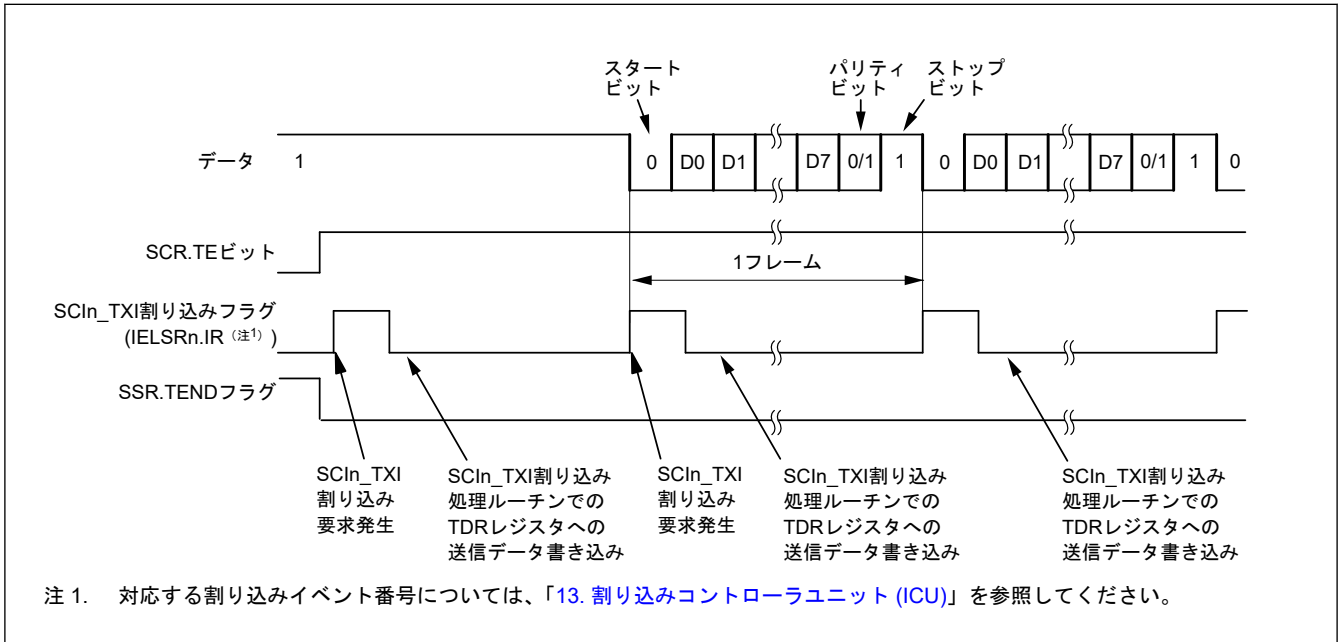 スタート
ビット
パリティ
ビット
ストップ
ビット
データ 1 0 D0 D1 D7 0/1 1 0 D0 D1 D7 0/1 1 0
SCR.TEビット
1フレーム
SCIn_TXI割り込みフラグ
(IELSRn.IR（注1）)
SSR.TENDフラグ
SCIn_TXI
割り込み
要求発生
SCIn_TXI割り込み
処理ルーチンでの
TDRレジスタへの
送信データ書き込み
SCIn_TXI
割り込み
要求発生
SCIn_TXI割り込み
処理ルーチンでの
TDRレジスタへの
送信データ書き込み
SCIn_TXI割り込み
処理ルーチンでの
TDRレジスタへの
送信データ書き込み
注 1. 対応する割り込みイベント番号については、「13. 割り込みコントローラユニット (ICU)」を参照してください。